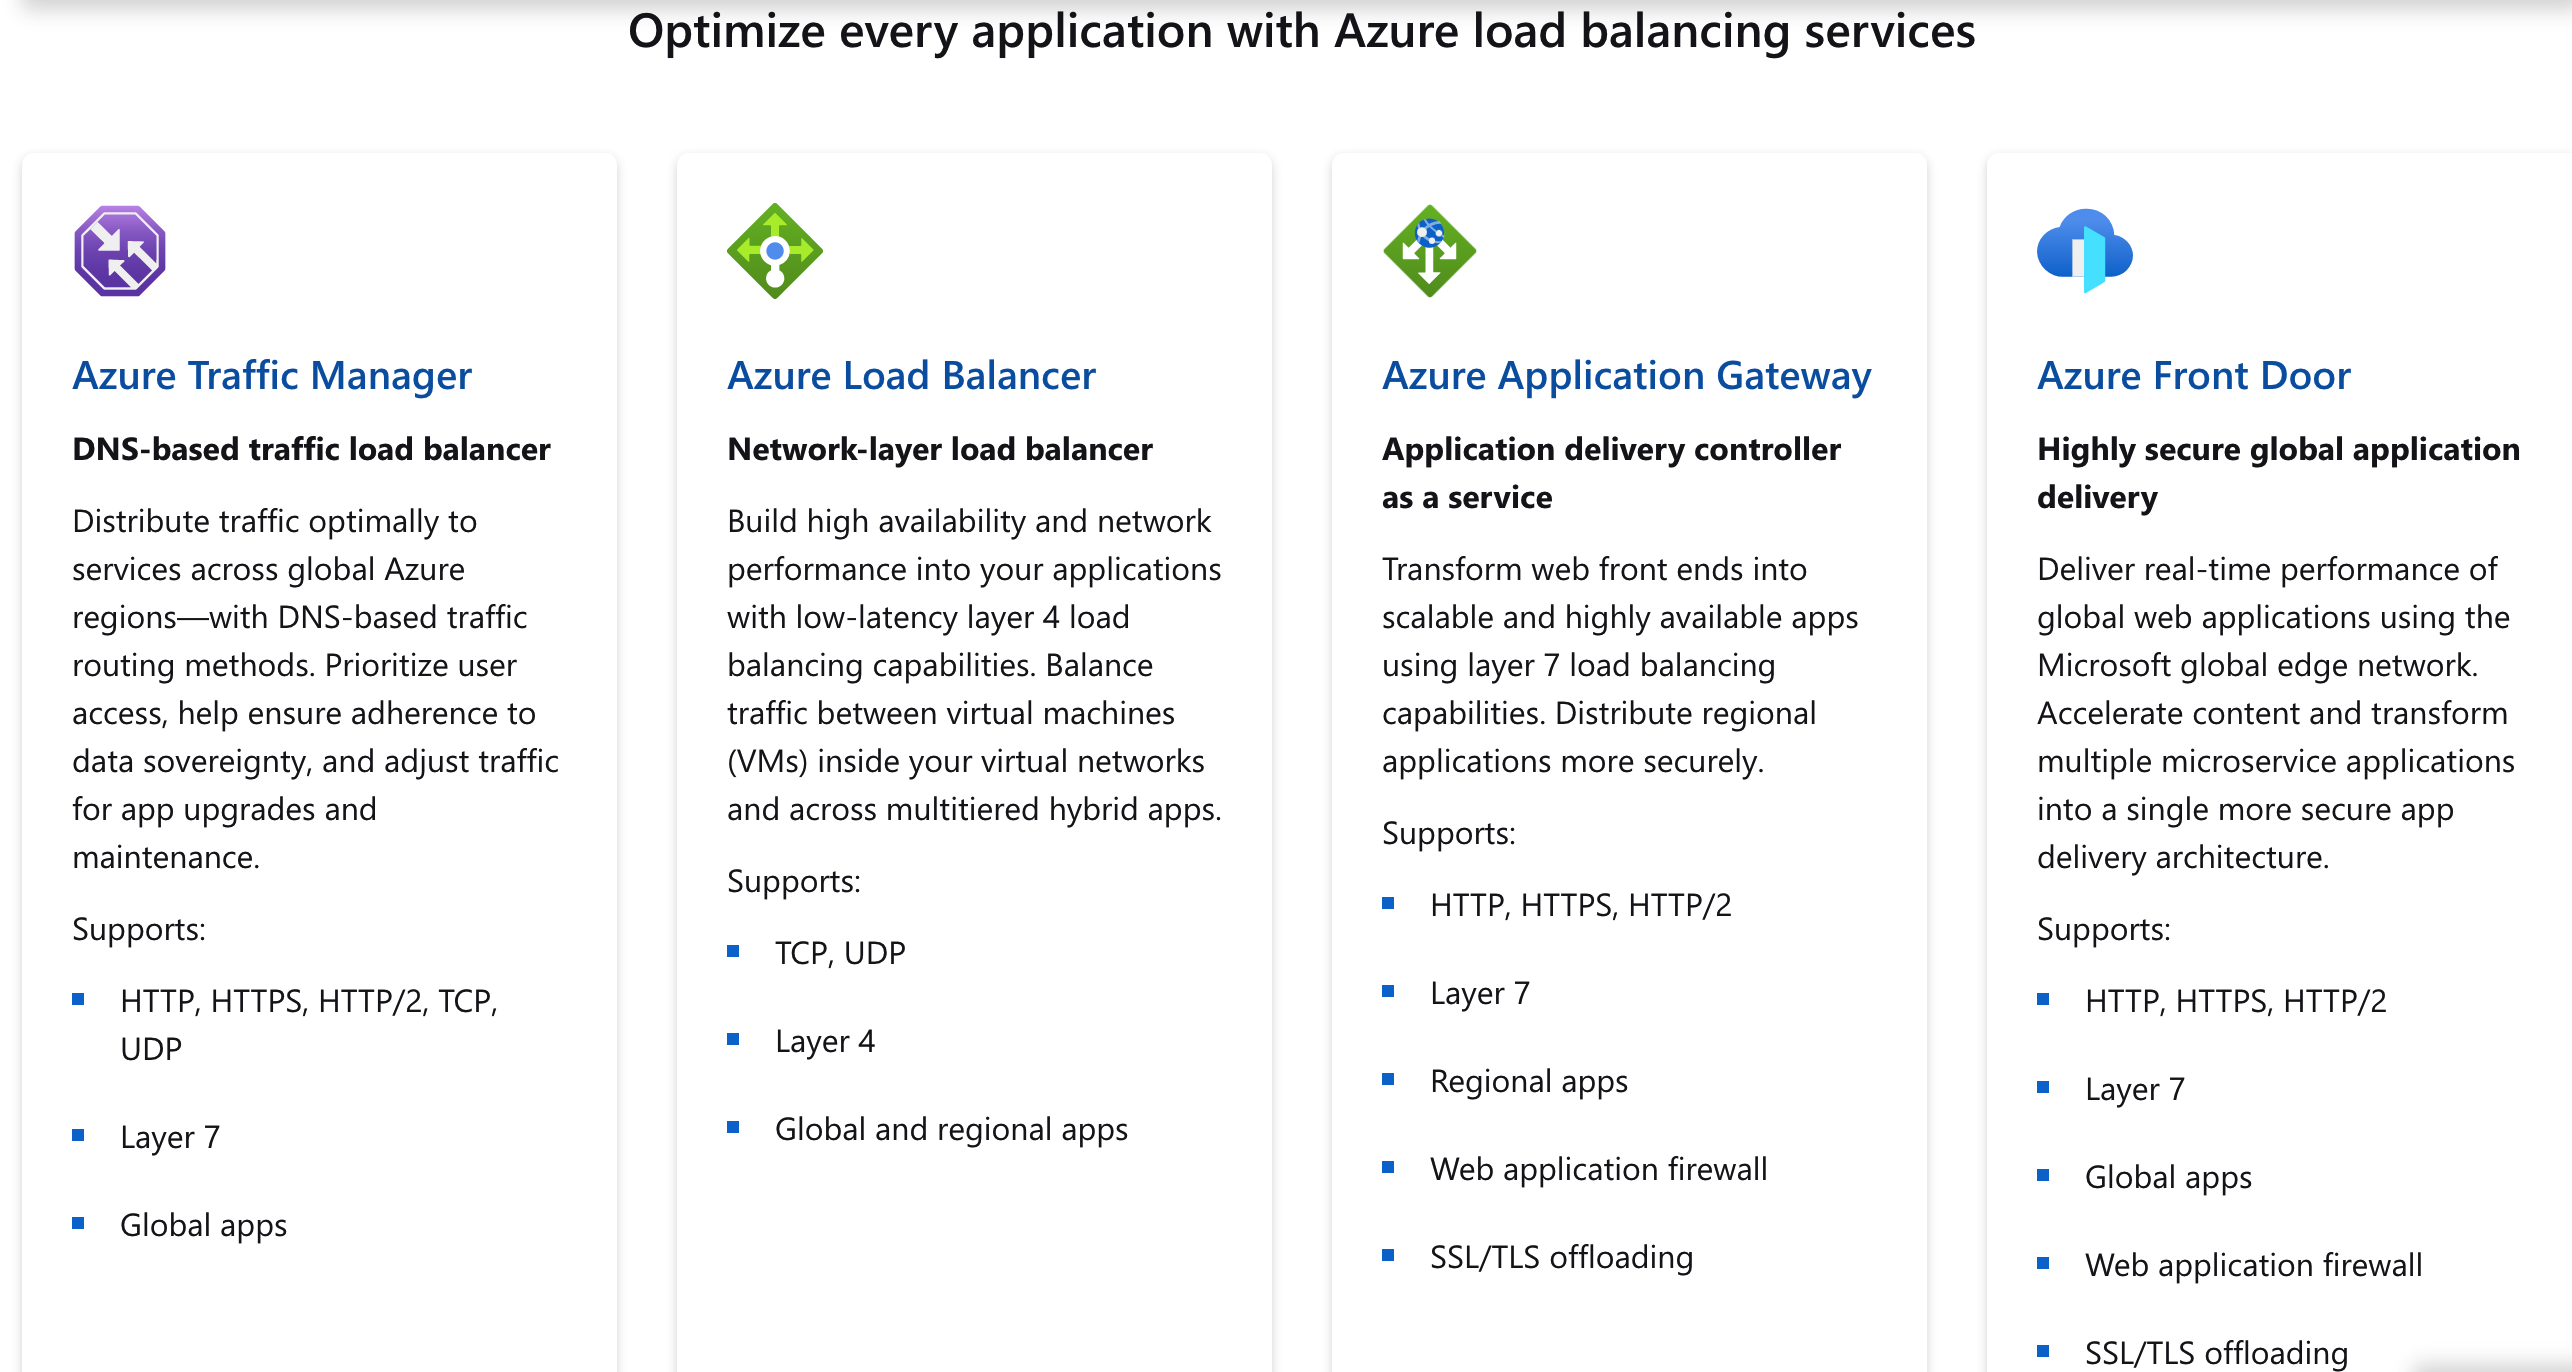 Optimize every application with Azure load balancing services
Azure Traffic Manager
DNS-based traffic load balancer
Distribute traffic optimally to
services across global Azure
regions—with DNS-based traffic
routing methods. Prioritize user
access, help ensure adherence to
data sovereignty, and adjust traffic
for app upgrades and
maintenance.
Supports:
HTTP, HTTPS, HTTP/2, TCP,
UDP
Layer 7
Global apps
Azure Load Balancer
Network-layer load balancer
Build high availability and network
performance into your applications
with low-latency layer 4 load
balancing capabilities. Balance
traffic between virtual machines
(VMs) inside your virtual networks
and across multitiered hybrid apps.
Supports:
TCP, UDP
Layer 4
Global and regional apps
Azure Application Gateway
Application delivery controller
as a service
Transform web front ends into
scalable and highly available apps
using layer 7 load balancing
capabilities. Distribute regional
applications more securely.
Supports:
HTTP, HTTPS, HTTP/2
Layer 7
Regional apps
Web application firewall
SSL/TLS offloading
Azure Front Door
Highly secure global application
delivery
Deliver real-time performance of
global web applications using the
Microsoft global edge network.
Accelerate content and transform
multiple microservice applications
into a single more secure app
delivery architecture.
Supports:
HTTP, HTTPS, HTTP/2
Layer 7
Global apps
Web application firewall
SSL/TLS offloading